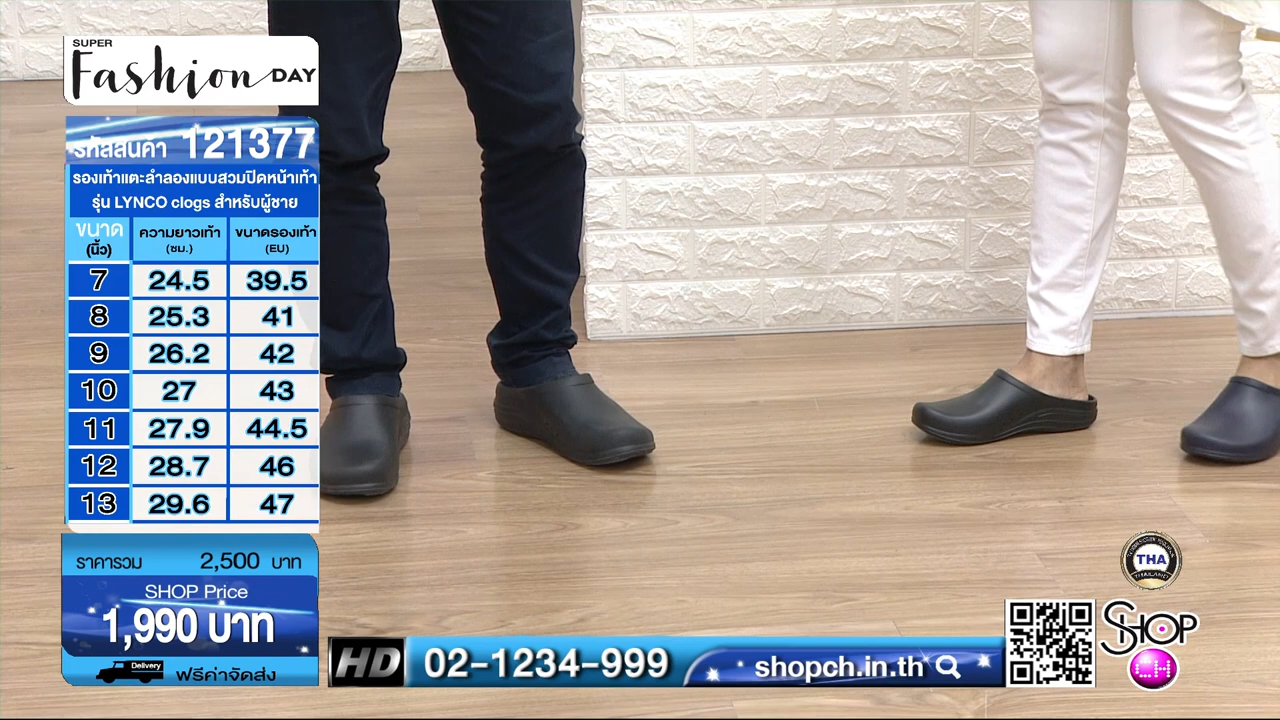 SUPER
Fashion DAY
รหัสสินค้า 121377
รองเท้าแตะลำลองแบบสวมปิดหน้าเท้า
รุ่น LYNCO clogs สำหรับผู้ชาย
ขนาด (นิ้ว) ความยาวเท้า (ซม.) ขนาดรองเท้า (EU)
7 24.5 39.5
8 25.3 41
9 26.2 42
10 27 43
11 27.9 44.5
12 28.7 46
13 29.6 47
ราคารวม 2,500 บาท
SHOP Price
1,990 บาท
Delivery ฟรีค่าจัดส่ง
HD 02-1234-999 shopch.in.th
THA
THAILAND
SHOP
CH